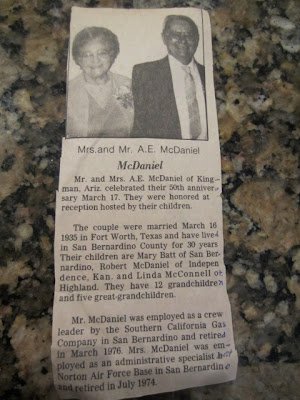 Mrs. and Mr. A.E. McDaniel
McDaniel
Mr. and Mrs. A.E. McDaniel of King-
man, Ariz. celebrated their 50th anniver-
sary March 17. They were honored at
reception hosted by their children.
The couple were married March 16
1935 in Fort Worth, Texas and have lived
in San Bernardino County for 30 years
Their children are Mary Batt of San Ber-
nardino, Robert McDaniel of Indepen
dence, Kan. and Linda McConnell of
Highland. They have 12 grandchildren
and five great-grandchildren.
Mr. McDaniel was employed as a crew
leader by the Southern California Gas
Company in San Bernardino and retired
in March 1976. Mrs. McDaniel was em-
ployed as an administrative specialist by
Norton Air Force Base in San Bernardino
and retired in July 1974.